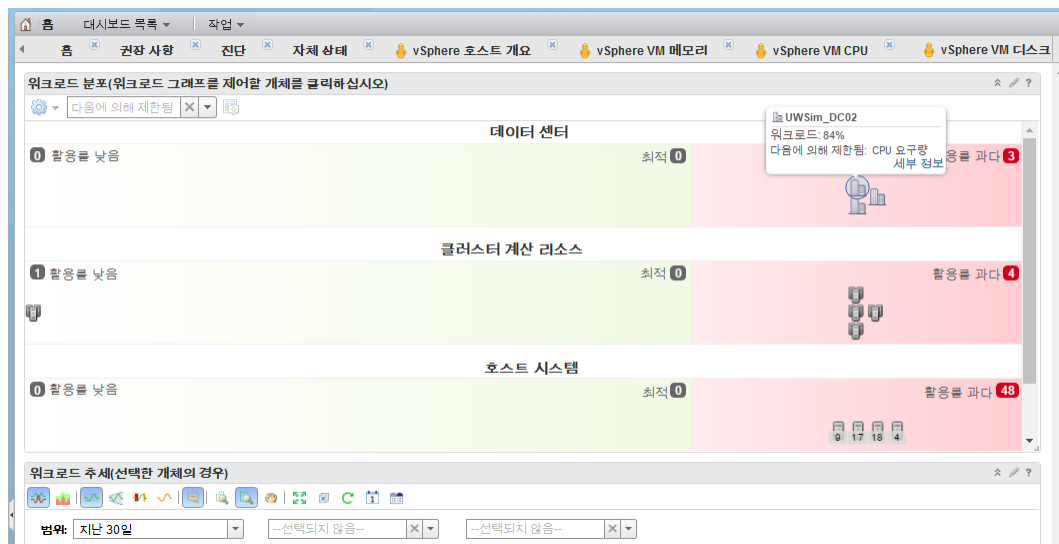 홈 대시보드 목록 작업
홈 권장 사항 진단 자체 상태 vSphere 호스트 개요 vSphere VM 메모리 vSphere VM CPU vSphere VM 디스크
워크로드 분포(워크로드 그래프를 제어할 개체를 클릭하십시오)
다음에 의해 제한됨
데이터 센터
UWSim_DC02
워크로드: 84%
다음에 의해 제한됨: CPU 요구량
세부 정보
0 활용률 낮음 최적 0 활용률 과다 3
클러스터 계산 리소스
1 활용률 낮음 최적 0 활용률 과다 4
호스트 시스템
0 활용률 낮음 최적 0 활용률 과다 48
9 17 18 4
워크로드 추세(선택한 개체의 경우)
범위: 지난 30일 --선택되지 않음-- --선택되지 않음--